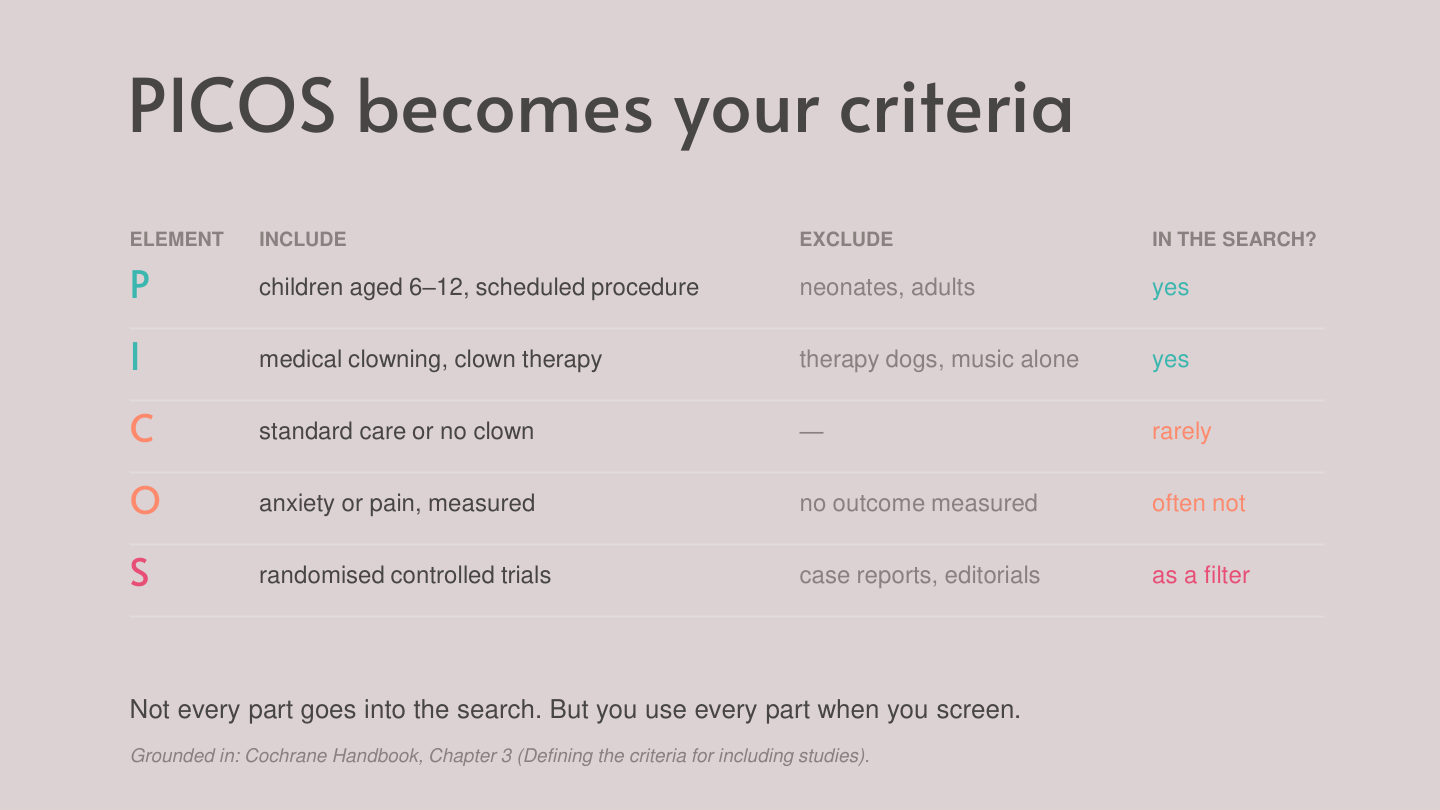 PICOS becomes your criteria
ELEMENT INCLUDE EXCLUDE IN THE SEARCH?
P children aged 6–12, scheduled procedure neonates, adults yes
I medical clowning, clown therapy therapy dogs, music alone yes
C standard care or no clown — rarely
O anxiety or pain, measured no outcome measured often not
S randomised controlled trials case reports, editorials as a filter
Not every part goes into the search. But you use every part when you screen.
Grounded in: Cochrane Handbook, Chapter 3 (Defining the criteria for including studies).